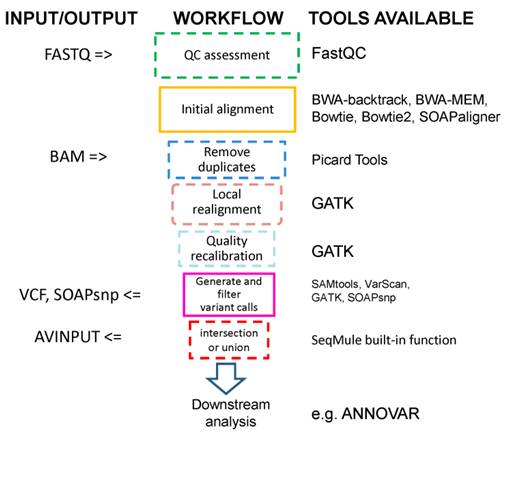 INPUT/OUTPUT WORKFLOW TOOLS AVAILABLE
FASTQ => QC assessment FastQC
Initial alignment BWA-backtrack, BWA-MEM,
Bowtie, Bowtie2, SOAPaligner
BAM => Remove
duplicates Picard Tools
Local
realignment GATK
Quality
recalibration GATK
VCF, SOAPsnp <= Generate and
filter
variant calls SAMtools, VarScan,
GATK, SOAPsnp
AVINPUT <= intersection
or union SeqMule built-in function
Downstream
analysis e.g. ANNOVAR